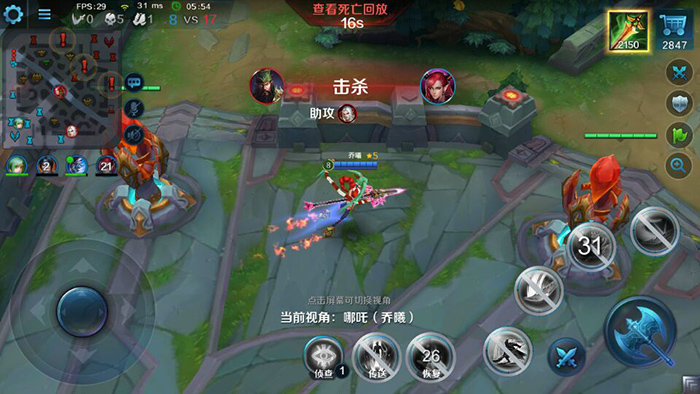 FPS:29 31 ms 05:54
8 VS 17
查看死亡回放
16s
2150
2847
击杀
助攻
乔曦 ★5
8
2
21
31
点击屏幕可切换视角
当前视角：哪吒（乔曦）
侦查 1
传送
26
恢复